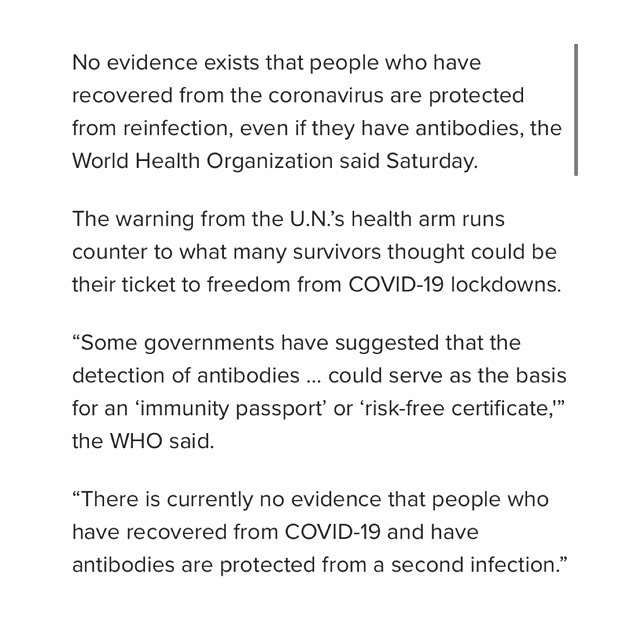 No evidence exists that people who have
recovered from the coronavirus are protected
from reinfection, even if they have antibodies, the
World Health Organization said Saturday.
The warning from the U.N.’s health arm runs
counter to what many survivors thought could be
their ticket to freedom from COVID-19 lockdowns.
“Some governments have suggested that the
detection of antibodies ... could serve as the basis
for an ‘immunity passport’ or ‘risk-free certificate,'”
the WHO said.
“There is currently no evidence that people who
have recovered from COVID-19 and have
antibodies are protected from a second infection.”